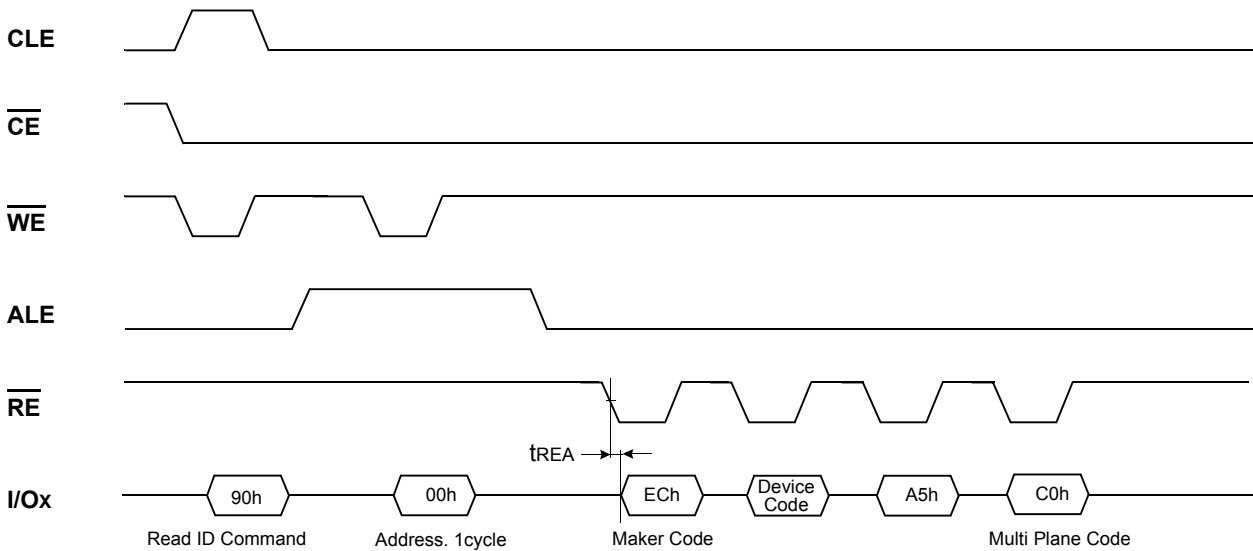 CLE
CE
WE
ALE
RE
tREA
I/Ox
90h
00h
ECh
Device
Code
A5h
C0h
Read ID Command
Address. 1cycle
Maker Code
Multi Plane Code